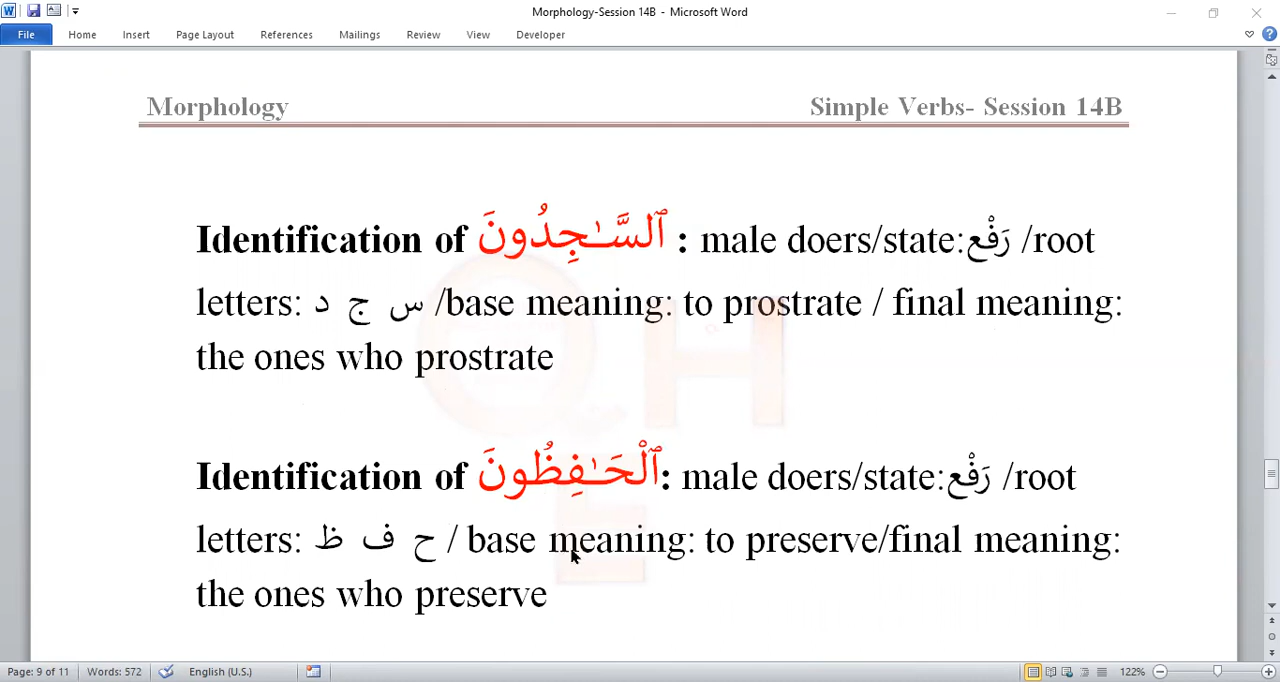 Morphology-Session 14B - Microsoft Word
File Home Insert Page Layout References Mailings Review View Developer
Morphology Simple Verbs- Session 14B
Identification of ٱلسَّـٰجِدُونَ : male doers/state:رَفْع /root
letters: س ج د /base meaning: to prostrate / final meaning:
the ones who prostrate
Identification of ٱلْحَـٰفِظُونَ: male doers/state:رَفْع /root
letters: ح ف ظ / base meaning: to preserve/final meaning:
the ones who preserve
QH
Page: 9 of 11 Words: 572 English (U.S.) 122%